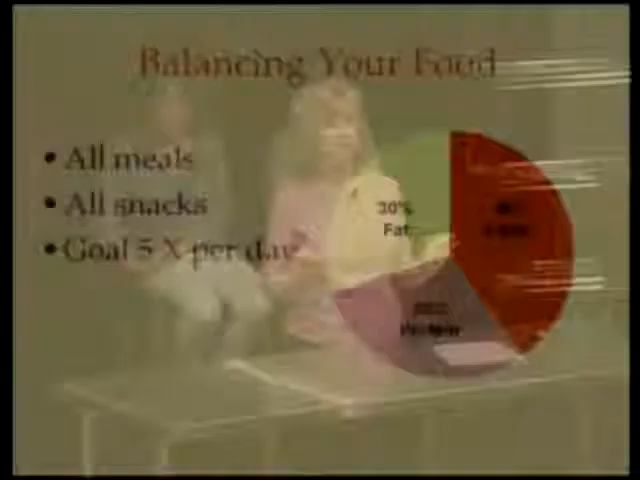 Balancing Your Food
• All meals
• All snacks
• Goal 5 X per day
30%
Fat